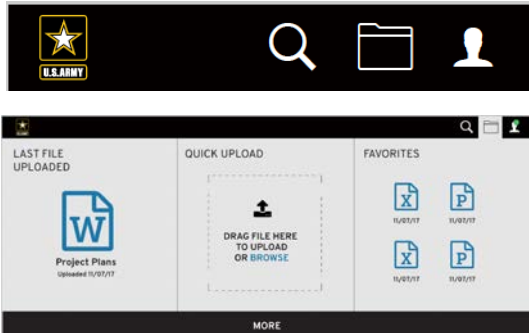 U.S.ARMY
LAST FILE
UPLOADED
W
Project Plans
Uploaded 11/07/17
QUICK UPLOAD
DRAG FILE HERE
TO UPLOAD
OR BROWSE
FAVORITES
X P
11/07/17 11/07/17
X P
11/07/17 11/07/17
MORE